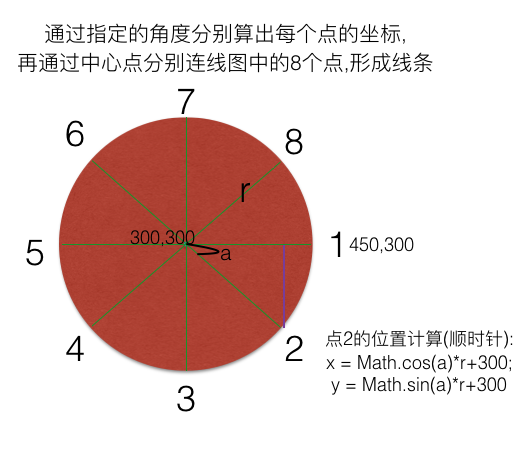 通过指定的角度分别算出每个点的坐标,
再通过中心点分别连线图中的8个点,形成线条
7
6
8
r
300,300
5
1 450,300
a
4
2
点2的位置计算(顺时针):
x = Math.cos(a)*r+300;
3
y = Math.sin(a)*r+300